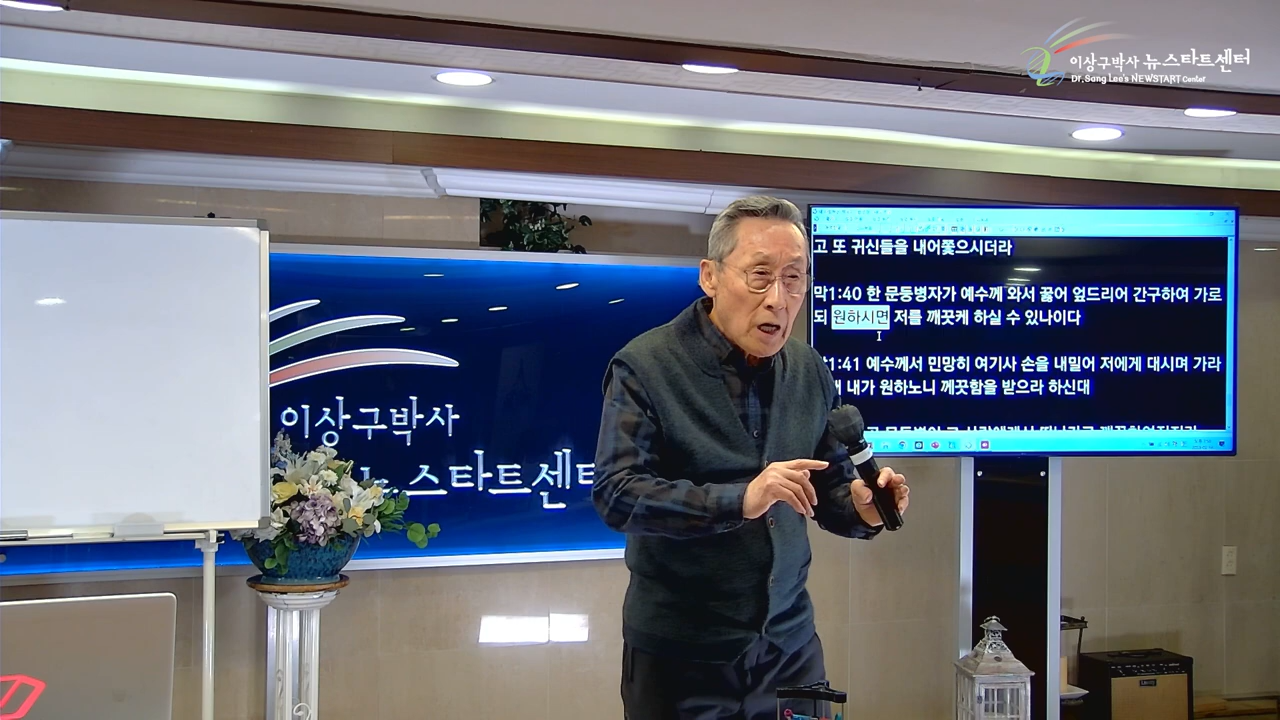 이상구박사 뉴스타트센터
Dr. Sang Lee's NEWSTART Center
고 또 귀신들을 내어쫓으시더라
막1:40 한 문둥병자가 예수께 와서 꿇어 엎드리어 간구하여 가로
되 원하시면 저를 깨끗케 하실 수 있나이다
1:41 예수께서 민망히 여기사 손을 내밀어 저에게 대시며 가라
내가 원하노니 깨끗함을 받으라 하신대
이상구박사
뉴스타트센터